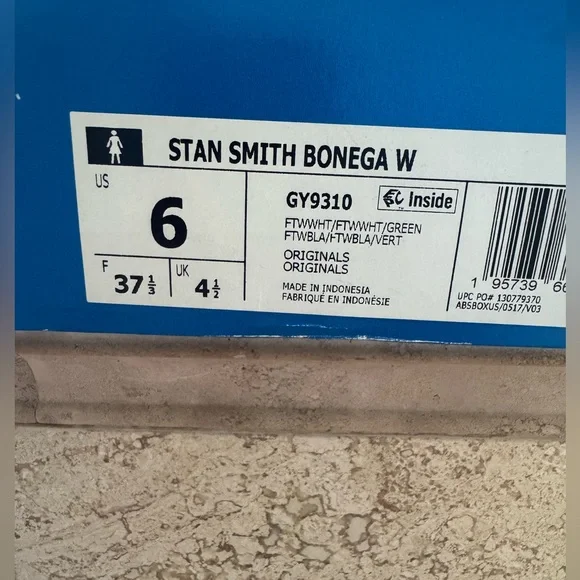 STAN SMITH BONEGA W
US
6
F
37 1/3
UK
4 1/2
GY9310
Inside
FTWWHT/FTWWHT/GREEN
FTWBLA/FTWBLA/VERT
ORIGINALS
ORIGINALS
MADE IN INDONESIA
FABRIQUÉ EN INDONÉSIE
1 95739 66
UPC PO# 130779370
ABSBOXUS/0517/V03